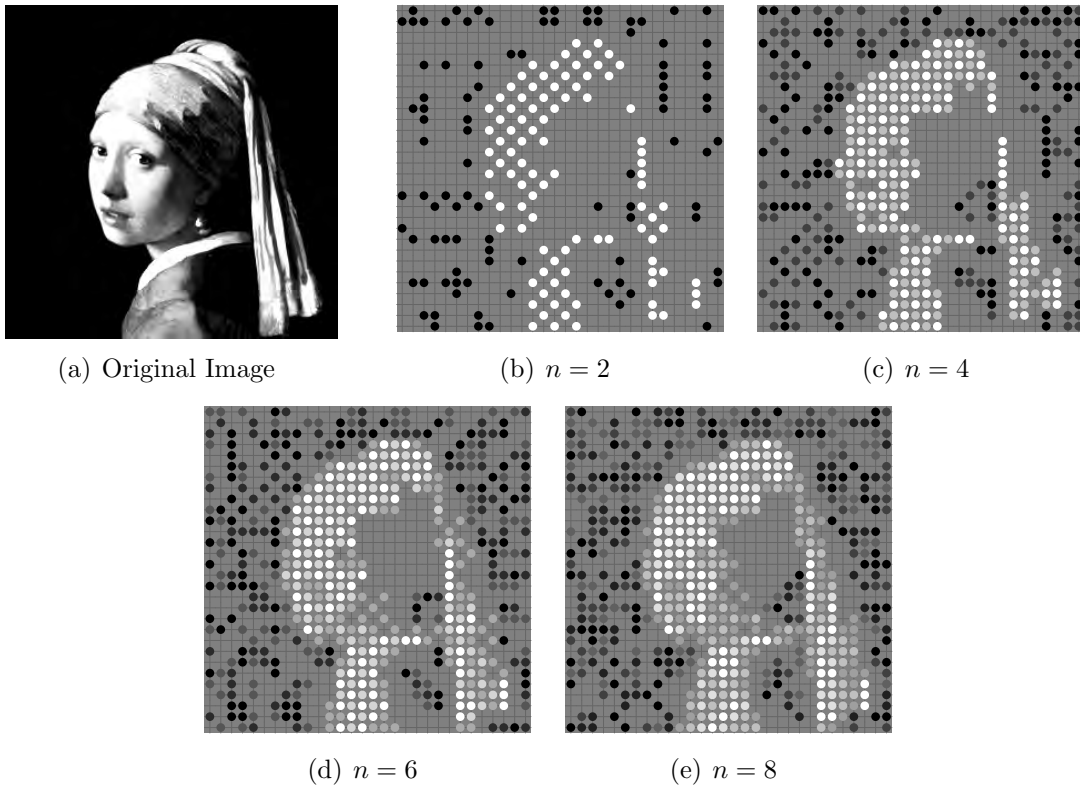 (a) Original Image
(b) n = 2
(c) n = 4
(d) n = 6
(e) n = 8